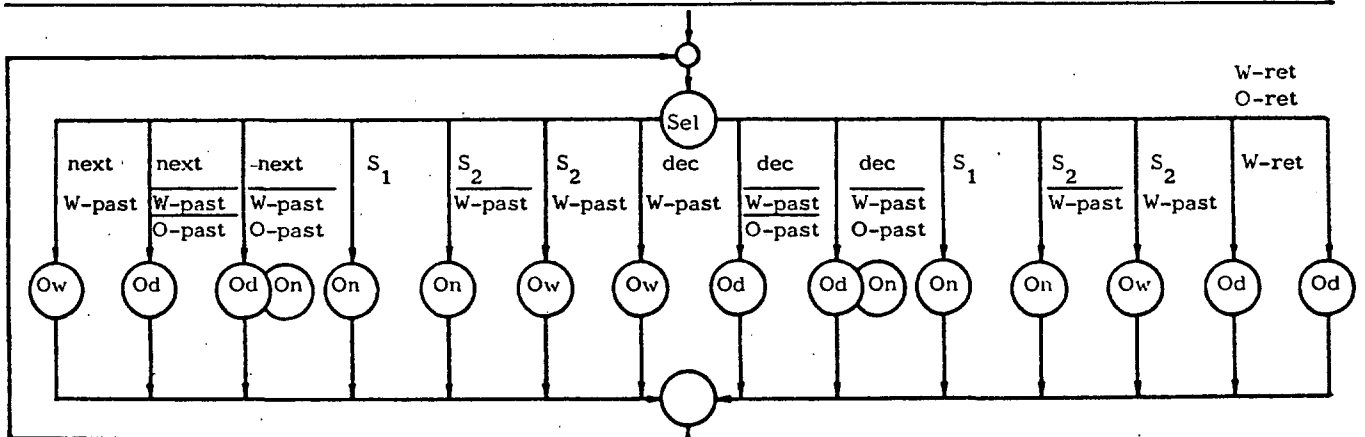 W-ret
O-ret
Sel
next next -next S1 S2 S2 dec dec dec S1 S2 S2 W-ret
W-past W-past W-past W-past W-past W-past W-past W-past W-past W-past
O-past O-past O-past O-past
Ow Od Od On On On Ow Ow Od Od On On On Ow Od Od